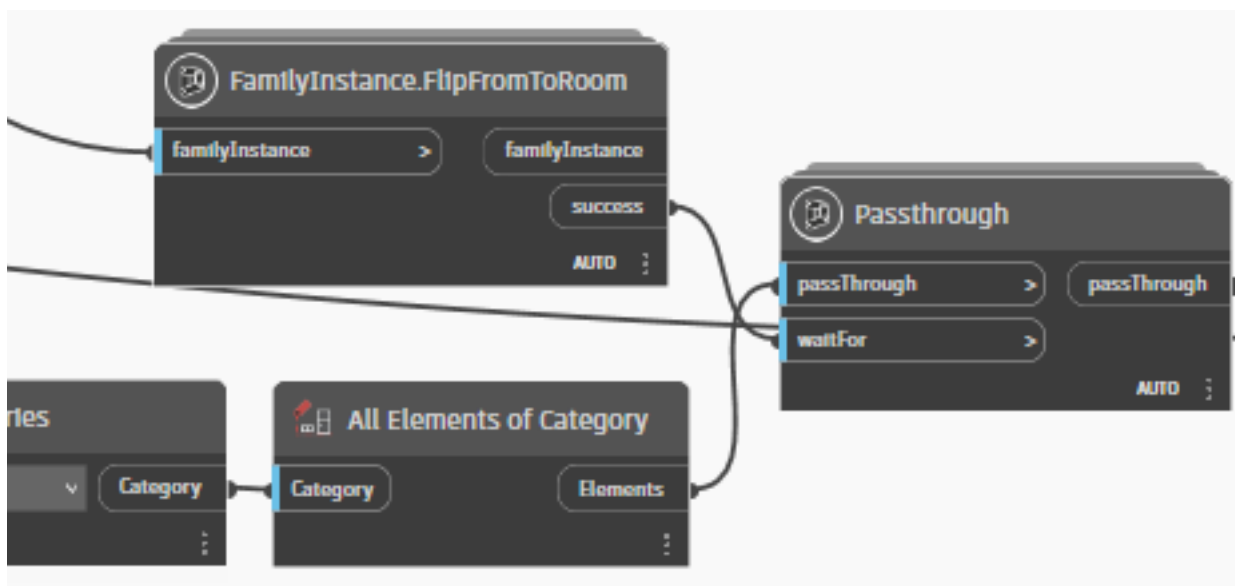 FamilyInstance.FlipFromToRoom
familyInstance >
familyInstance
success
AUTO
Passthrough
passThrough >
passThrough
waitFor >
AUTO
ries
Category
All Elements of Category
Category
Elements